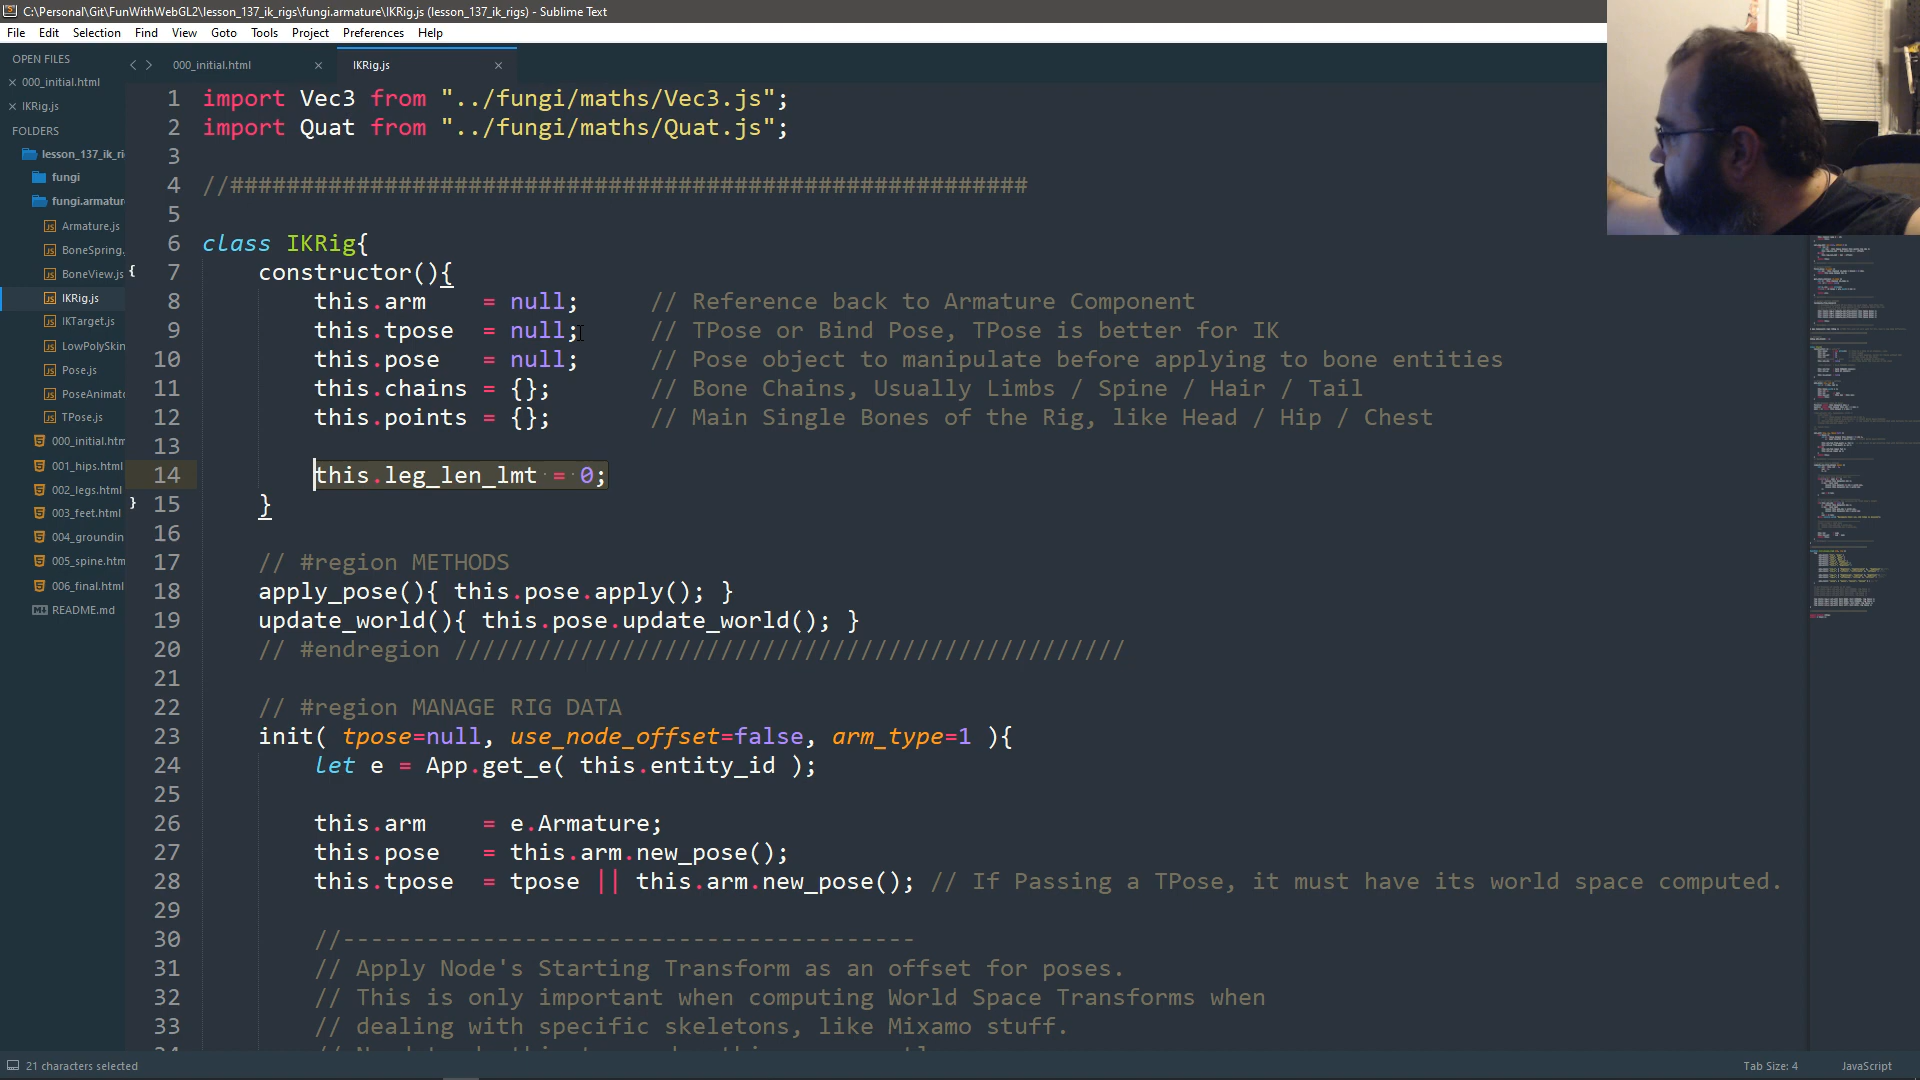 C:\Personal\Git\FunWithWebGL2\lesson_137_ik_rigs\fungi.armature\IKRig.js (lesson_137_ik_rigs) - Sublime Text
File Edit Selection Find View Goto Tools Project Preferences Help
OPEN FILES
000_initial.html
IKRig.js
FOLDERS
lesson_137_ik_ri
fungi
fungi.armatur
Armature.js
BoneSpring.
BoneView.js
IKRig.js
IKTarget.js
LowPolySkin
Pose.js
PoseAnimat
TPose.js
000_initial.htm
001_hips.html
002_legs.html
003_feet.html
004_groundin
005_spine.htm
006_final.html
README.md
000_initial.html
IKRig.js
1 import Vec3 from "../fungi/maths/Vec3.js";
2 import Quat from "../fungi/maths/Quat.js";
3
4 //#########################################################
5
6 class IKRig{
7 constructor(){
8 this.arm = null; // Reference back to Armature Component
9 this.tpose = null; // TPose or Bind Pose, TPose is better for IK
10 this.pose = null; // Pose object to manipulate before applying to bone entities
11 this.chains = {}; // Bone Chains, Usually Limbs / Spine / Hair / Tail
12 this.points = {}; // Main Single Bones of the Rig, like Head / Hip / Chest
13
14 this.leg_len_lmt = 0;
15 }
16
17 // #region METHODS
18 apply_pose(){ this.pose.apply(); }
19 update_world(){ this.pose.update_world(); }
20 // #endregion ////////////////////////////////////////////////
21
22 // #region MANAGE RIG DATA
23 init( tpose=null, use_node_offset=false, arm_type=1 ){
24 let e = App.get_e( this.entity_id );
25
26 this.arm = e.Armature;
27 this.pose = this.arm.new_pose();
28 this.tpose = tpose || this.arm.new_pose(); // If Passing a TPose, it must have its world space computed.
29
30 //-----------------------------------------
31 // Apply Node's Starting Transform as an offset for poses.
32 // This is only important when computing World Space Transforms when
33 // dealing with specific skeletons, like Mixamo stuff.
21 characters selected
Tab Size: 4
JavaScript